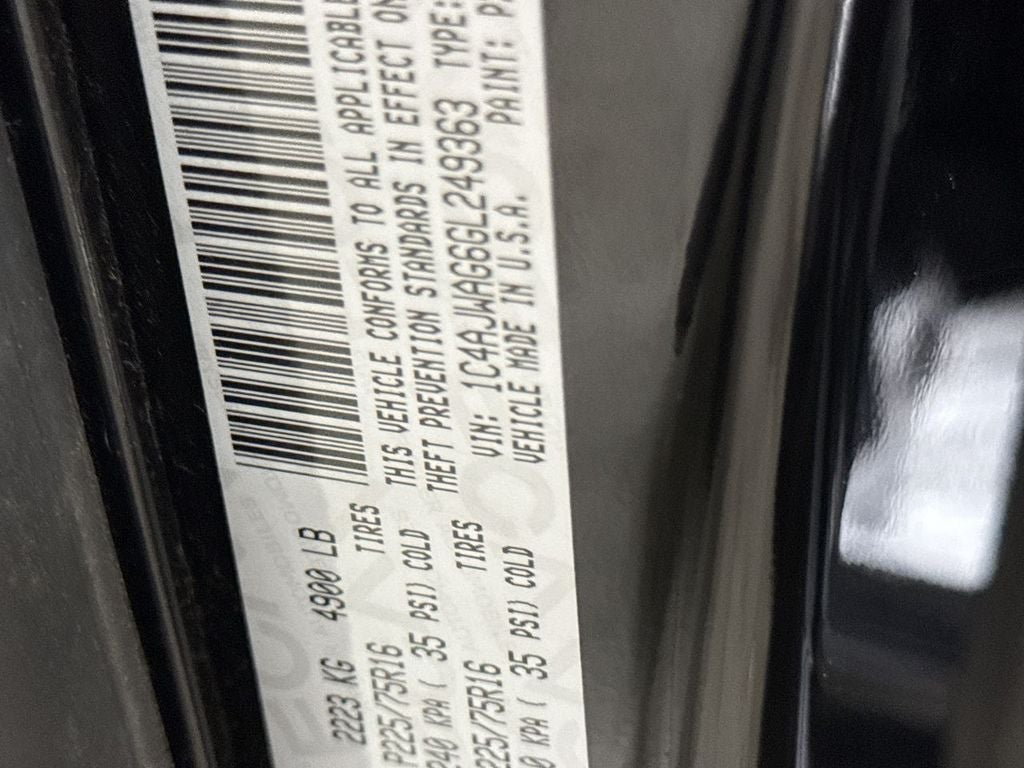 2223 KG 4900 LB
TIRES THIS VEHICLE CONFORMS TO ALL APPLICABLE
P225/75R16
240 KPA ( 35 PSI) COLD THEFT PREVENTION STANDARDS IN EFFECT ON
TIRES VIN: 1C4AJWAG6GL249363 TYPE:
225/75R16 VEHICLE MADE IN U.S.A. PAINT:
0 KPA ( 35 PSI) COLD